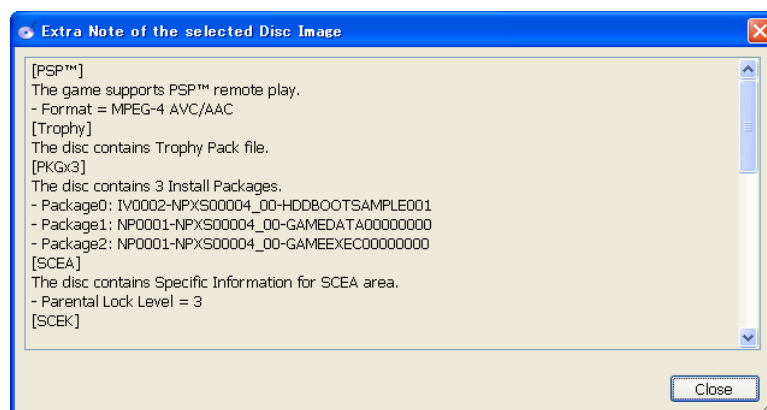 Extra Note of the selected Disc Image
[PSP™]
The game supports PSP™ remote play.
- Format = MPEG-4 AVC/AAC
[Trophy]
The disc contains Trophy Pack file.
[PKGx3]
The disc contains 3 Install Packages.
- Package0: IV0002-NPXS00004_00-HDDBOOTSAMPLE001
- Package1: NP0001-NPXS00004_00-GAMEDATA00000000
- Package2: NP0001-NPXS00004_00-GAMEEXEC00000000
[SCEA]
The disc contains Specific Information for SCEA area.
- Parental Lock Level = 3
[SCEK]
Close